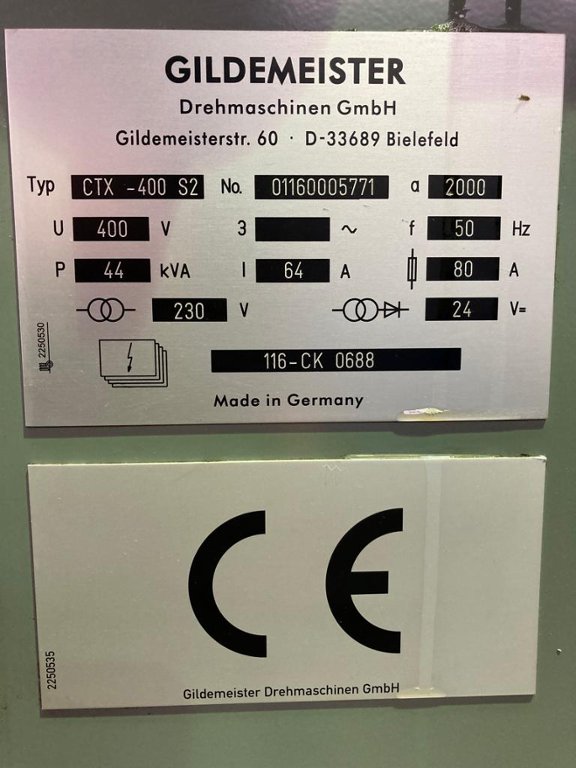 GILDEMEISTER
Drehmaschinen GmbH
Gildemeisterstr. 60 · D-33689 Bielefeld
Typ CTX -400 S2 No. 01160005771 a 2000
U 400 V 3 ~ f 50 Hz
P 44 kVA I 64 A 80 A
230 V 24 V=
116-CK 0688
Made in Germany
2250530
CE
Gildemeister Drehmaschinen GmbH
2250535